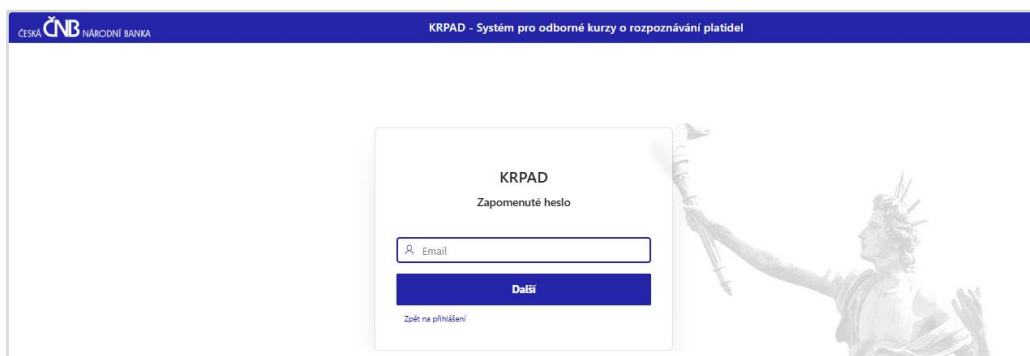 ČESKÁ ČNB NÁRODNÍ BANKA
KRPAD - Systém pro odborné kurzy o rozpoznávání platidel
KRPAD
Zapomenuté heslo
Email
Další
Zpět na přihlášení